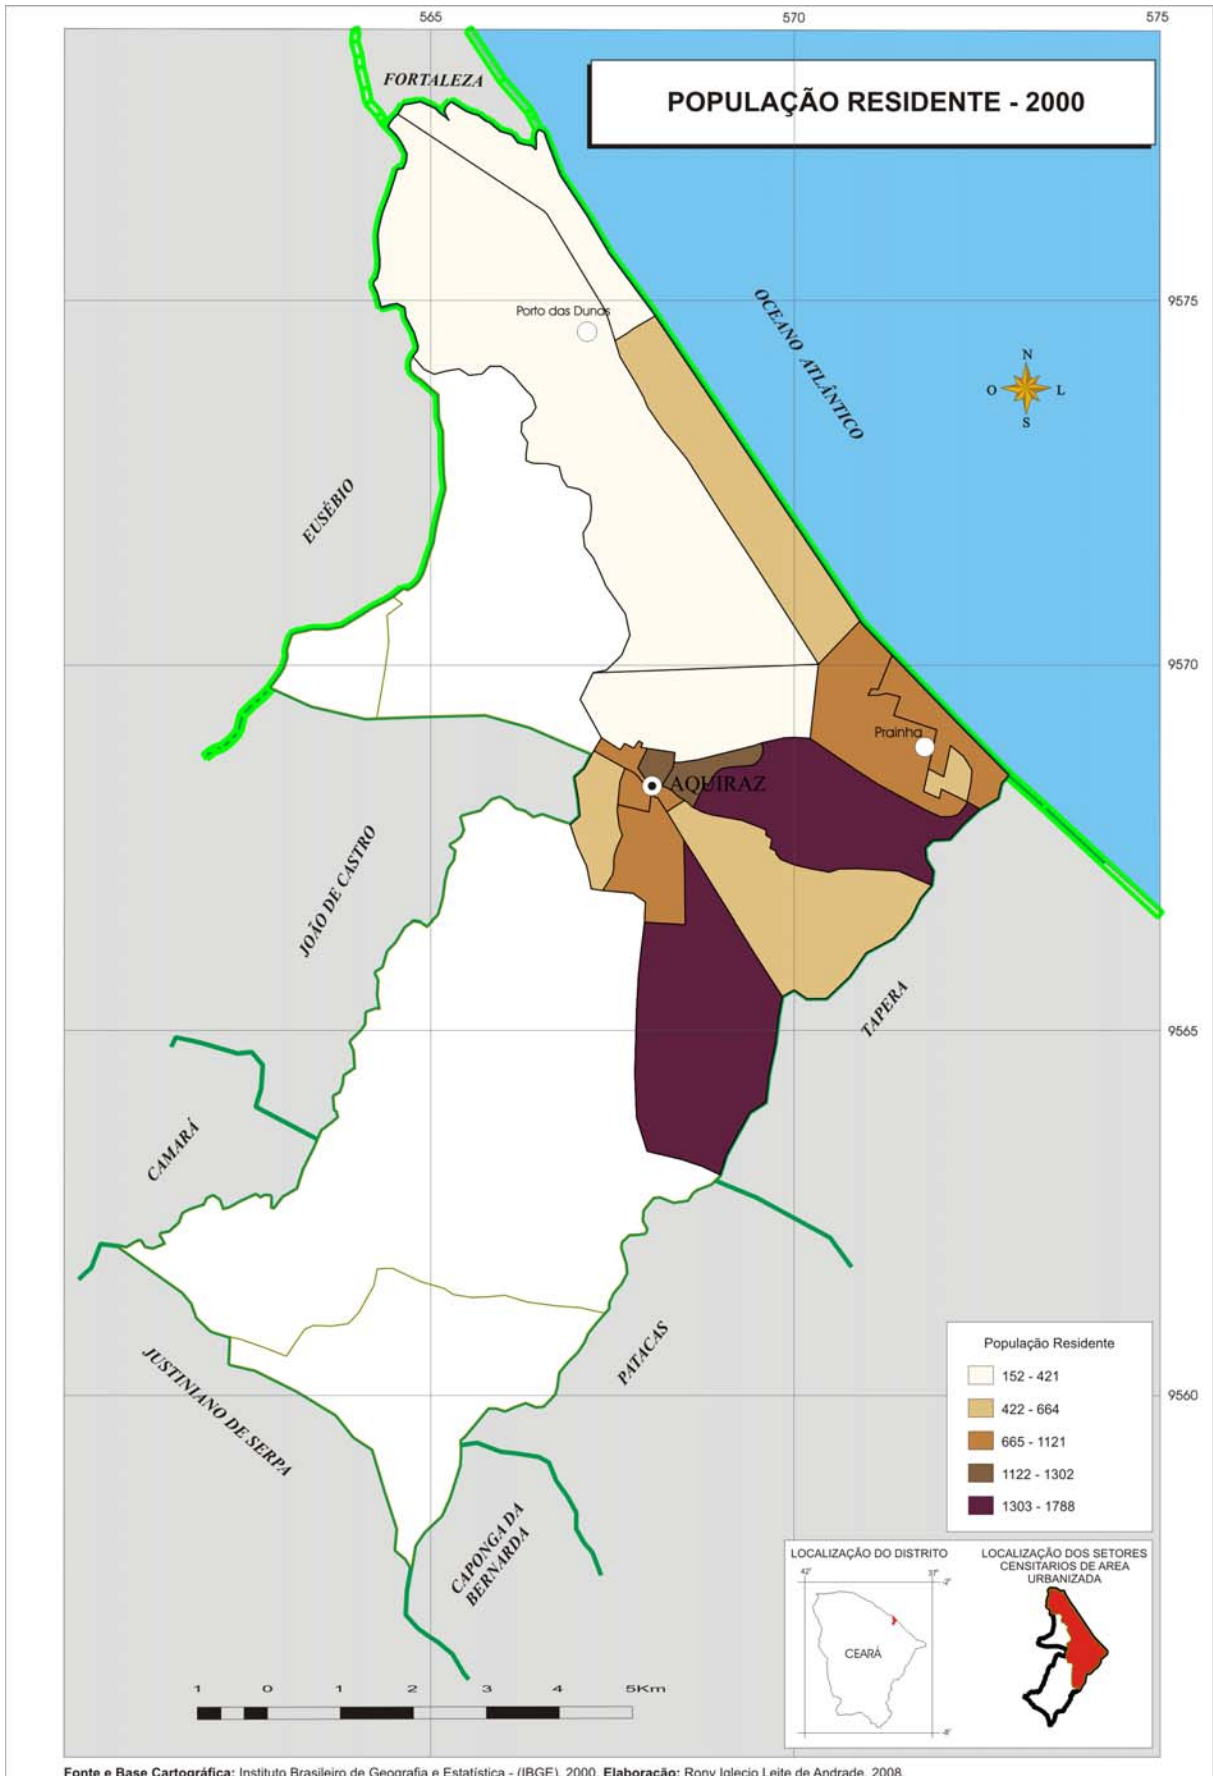 565
570
575
FORTALEZA
POPULAÇÃO RESIDENTE - 2000
9575
Porto das Dunas
OCEANO ATLÂNTICO
N
O
L
S
EUSÉBIO
9570
Prainha
AQUIRAZ
JOÃO DE CASTRO
TAPERA
9565
CAMARÁ
PATACAS
JUSTINIANO DE SERPA
População Residente
152 - 421
422 - 664
665 - 1121
1122 - 1302
1303 - 1788
9560
CAPONGA DA
BERNARDA
LOCALIZAÇÃO DO DISTRITO
42°
37°
-2°
CEARÁ
-8°
LOCALIZAÇÃO DOS SETORES
CENSITARIOS DE AREA
URBANIZADA
1 0 1 2 3 4 5Km
Fonte e Base Cartográfica: Instituto Brasileiro de Geografia e Estatística - (IBGE), 2000. Elaboração: Rony Iglecio Leite de Andrade, 2008.